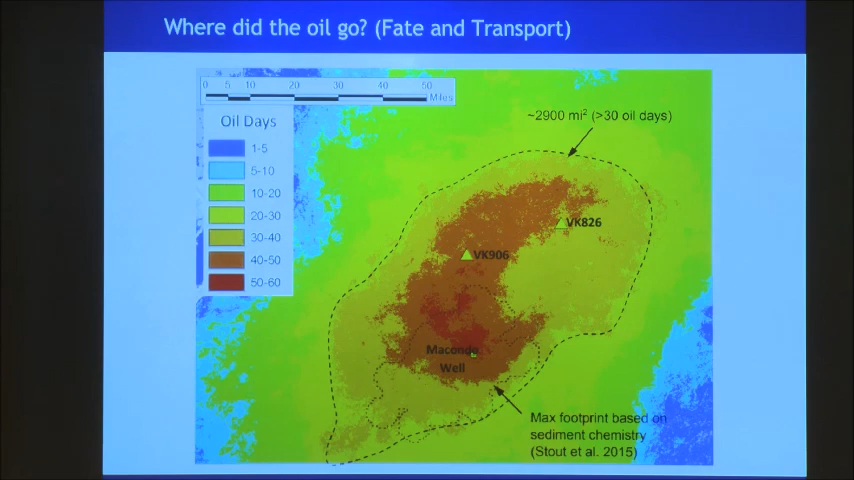 Where did the oil go? (Fate and Transport)
0 5 10 20 30 40 50
Miles
Oil Days
1-5
5-10
10-20
20-30
30-40
40-50
50-60
~2900 mi² (>30 oil days)
VK826
VK906
Macondo
Well
Max footprint based on
sediment chemistry
(Stout et al. 2015)